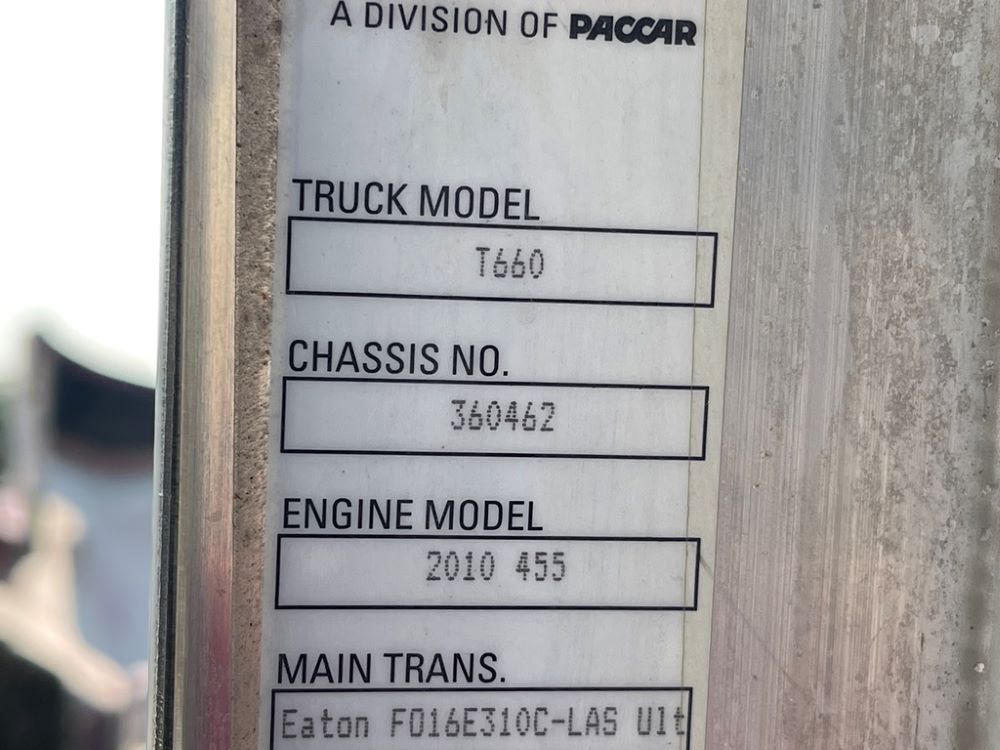 A DIVISION OF PACCAR
TRUCK MODEL
T660
CHASSIS NO.
360462
ENGINE MODEL
2010 455
MAIN TRANS.
Eaton FO16E310C-LAS Ult